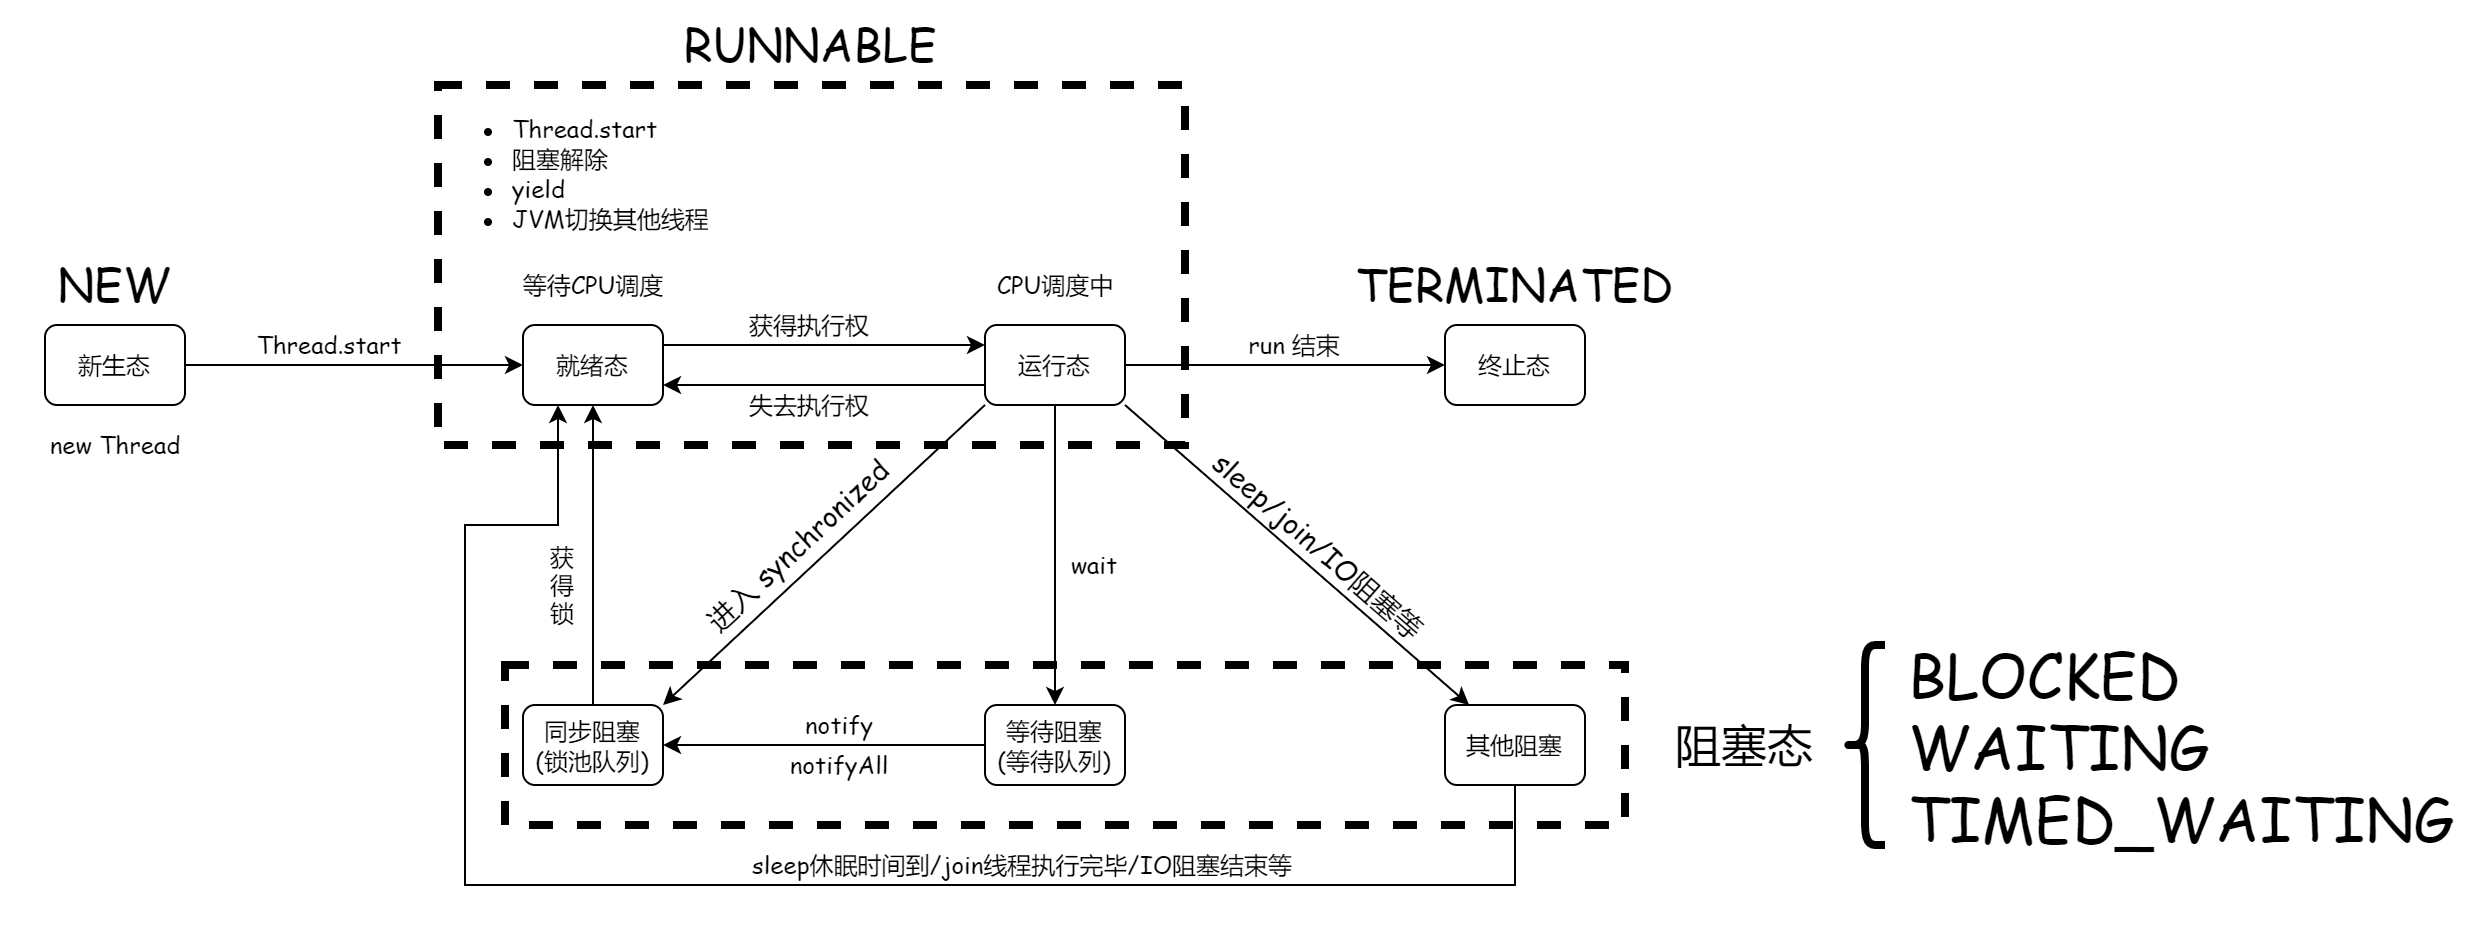 RUNNABLE
Thread.start
阻塞解除
yield
JVM切换其他线程
NEW
等待CPU调度
CPU调度中
TERMINATED
新生态
Thread.start
就绪态
获得执行权
失去执行权
运行态
run 结束
终止态
new Thread
获
得
锁
进入 synchronized
wait
sleep/join/IO阻塞等
同步阻塞
(锁池队列)
notify
notifyAll
等待阻塞
(等待队列)
其他阻塞
阻塞态
BLOCKED
WAITING
TIMED_WAITING
sleep休眠时间到/join线程执行完毕/IO阻塞结束等